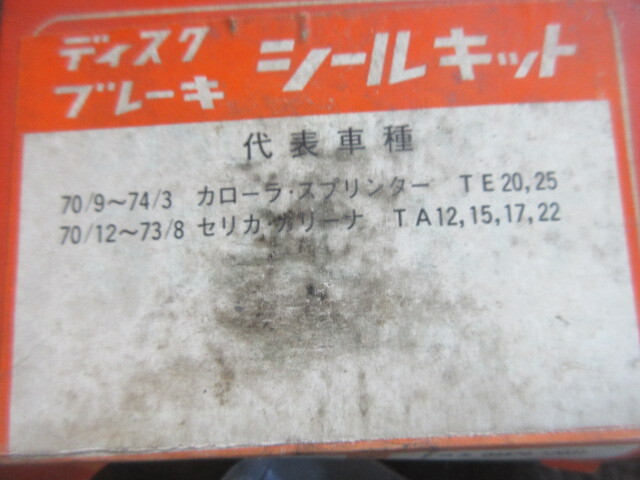 ディスク
ブレーキ シールキット
代表車種
70/9〜74/3 カローラ・スプリンター TE20,25
70/12〜73/8 セリカ・カリーナ TA12,15,17,22